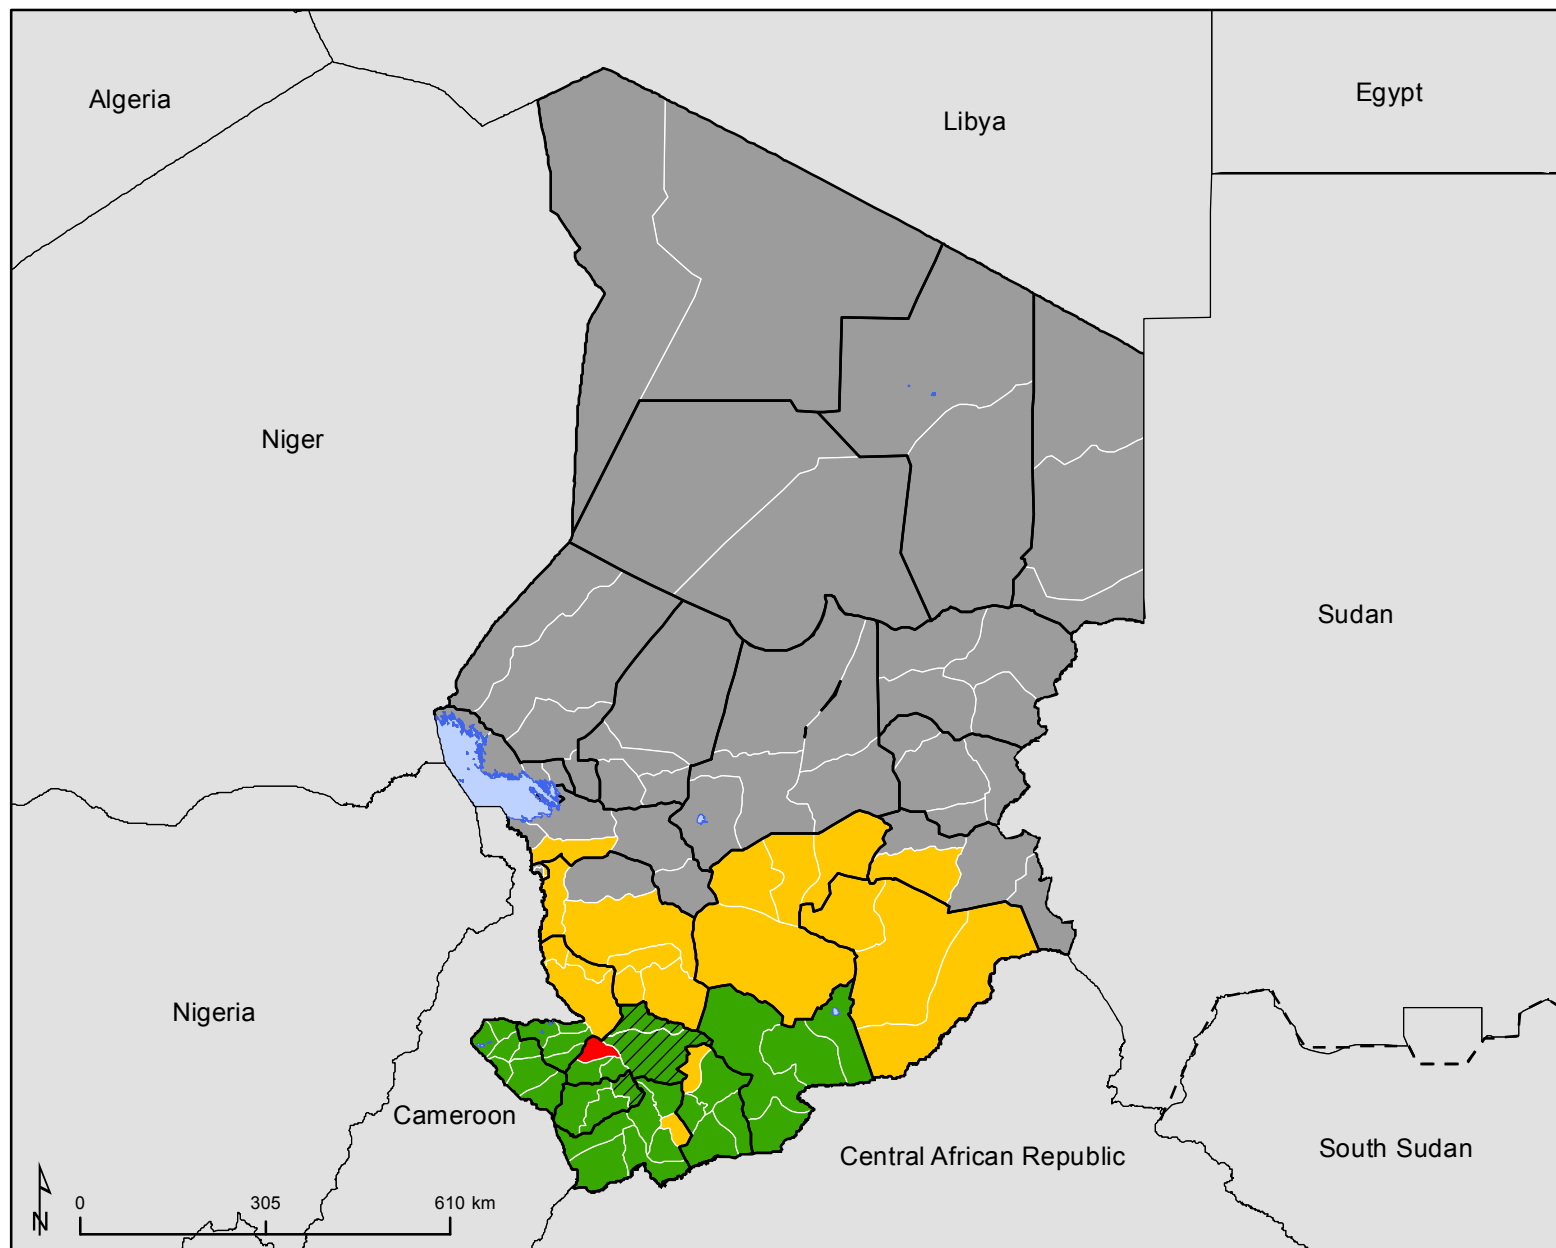 Algeria
Libya
Egypt
Niger
Sudan
Nigeria
Cameroon
Central African Republic
South Sudan
N
0 305 610 km